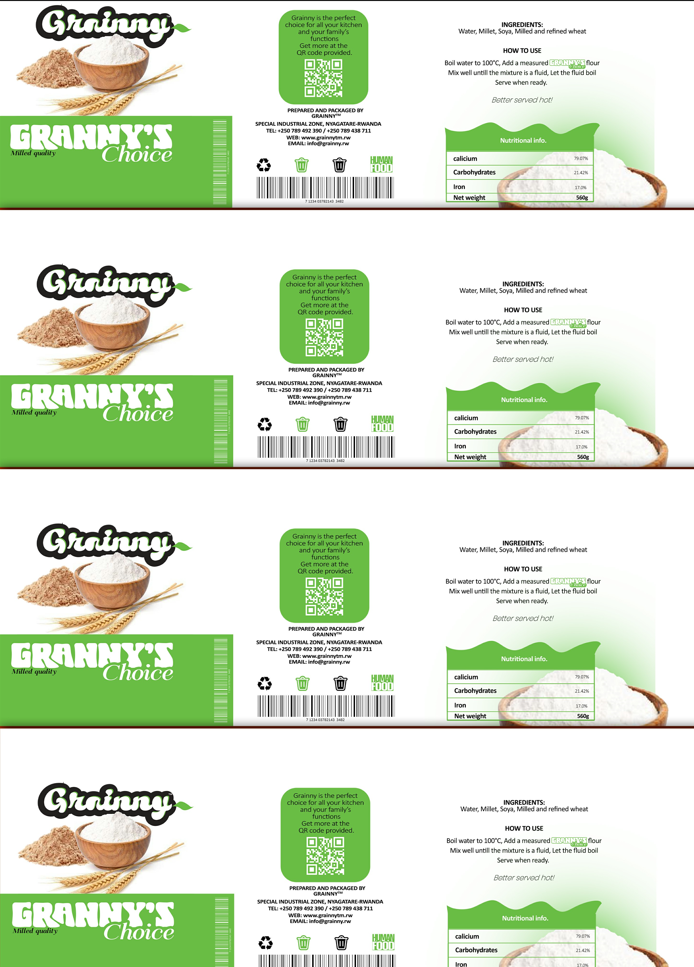 Grainny
GRANNY'S
Milled quality
Choice
Grainny is the perfect
choice for all your kitchen
and your family's
functions
Get more at the
QR code provided.
PREPARED AND PACKAGED BY
GRAINNY™
SPECIAL INDUSTRIAL ZONE, NYAGATARE-RWANDA
TEL: +250 789 492 390 / +250 789 438 711
WEB: www.grainnytm.rw
EMAIL: info@grainny.rw
HUMAN
FOOD
INGREDIENTS:
Water, Millet, Soya, Milled and refined wheat
HOW TO USE
Boil water to 100°C, Add a measured GRANNY'S flour
Mix well untill the mixture is a fluid, Let the fluid boil
Serve when ready.
Better served hot!
Nutritional info.
calicium 79.07%
Carbohydrates 21.42%
Iron 17.0%
Net weight 560g
Grainny
GRANNY'S
Milled quality
Choice
Grainny is the perfect
choice for all your kitchen
and your family's
functions
Get more at the
QR code provided.
PREPARED AND PACKAGED BY
GRAINNY™
SPECIAL INDUSTRIAL ZONE, NYAGATARE-RWANDA
TEL: +250 789 492 390 / +250 789 438 711
WEB: www.grainnytm.rw
EMAIL: info@grainny.rw
HUMAN
FOOD
INGREDIENTS:
Water, Millet, Soya, Milled and refined wheat
HOW TO USE
Boil water to 100°C, Add a measured GRANNY'S flour
Mix well untill the mixture is a fluid, Let the fluid boil
Serve when ready.
Better served hot!
Nutritional info.
calicium 79.07%
Carbohydrates 21.42%
Iron 17.0%
Net weight 560g
Grainny
GRANNY'S
Milled quality
Choice
Grainny is the perfect
choice for all your kitchen
and your family's
functions
Get more at the
QR code provided.
PREPARED AND PACKAGED BY
GRAINNY™
SPECIAL INDUSTRIAL ZONE, NYAGATARE-RWANDA
TEL: +250 789 492 390 / +250 789 438 711
WEB: www.grainnytm.rw
EMAIL: info@grainny.rw
HUMAN
FOOD
INGREDIENTS:
Water, Millet, Soya, Milled and refined wheat
HOW TO USE
Boil water to 100°C, Add a measured GRANNY'S flour
Mix well untill the mixture is a fluid, Let the fluid boil
Serve when ready.
Better served hot!
Nutritional info.
calicium 79.07%
Carbohydrates 21.42%
Iron 17.0%
Net weight 560g
Grainny
GRANNY'S
Milled quality
Choice
Grainny is the perfect
choice for all your kitchen
and your family's
functions
Get more at the
QR code provided.
PREPARED AND PACKAGED BY
GRAINNY™
SPECIAL INDUSTRIAL ZONE, NYAGATARE-RWANDA
TEL: +250 789 492 390 / +250 789 438 711
WEB: www.grainnytm.rw
EMAIL: info@grainny.rw
HUMAN
FOOD
INGREDIENTS:
Water, Millet, Soya, Milled and refined wheat
HOW TO USE
Boil water to 100°C, Add a measured GRANNY'S flour
Mix well untill the mixture is a fluid, Let the fluid boil
Serve when ready.
Better served hot!
Nutritional info.
calicium 79.07%
Carbohydrates 21.42%
Iron 17.0%